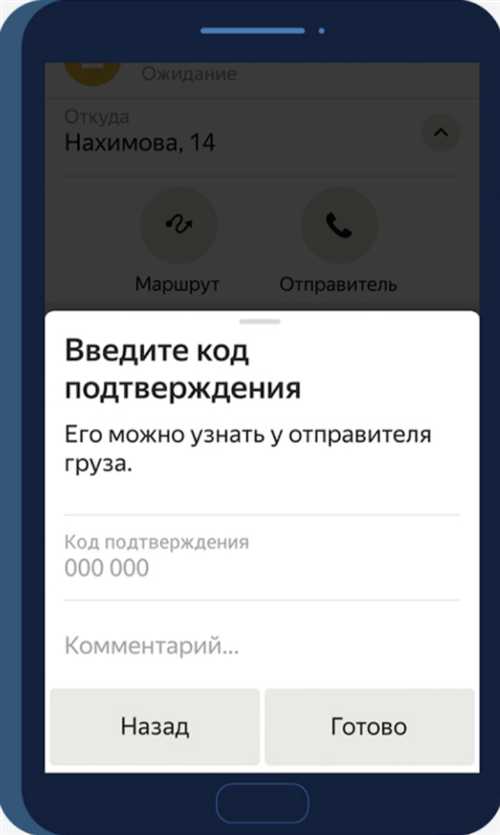 Ожидание
Откуда
Нахимова, 14
Маршрут
Отправитель
Введите код
подтверждения
Его можно узнать у отправителя
груза.
Код подтверждения
000 000
Комментарий...
Назад
Готово